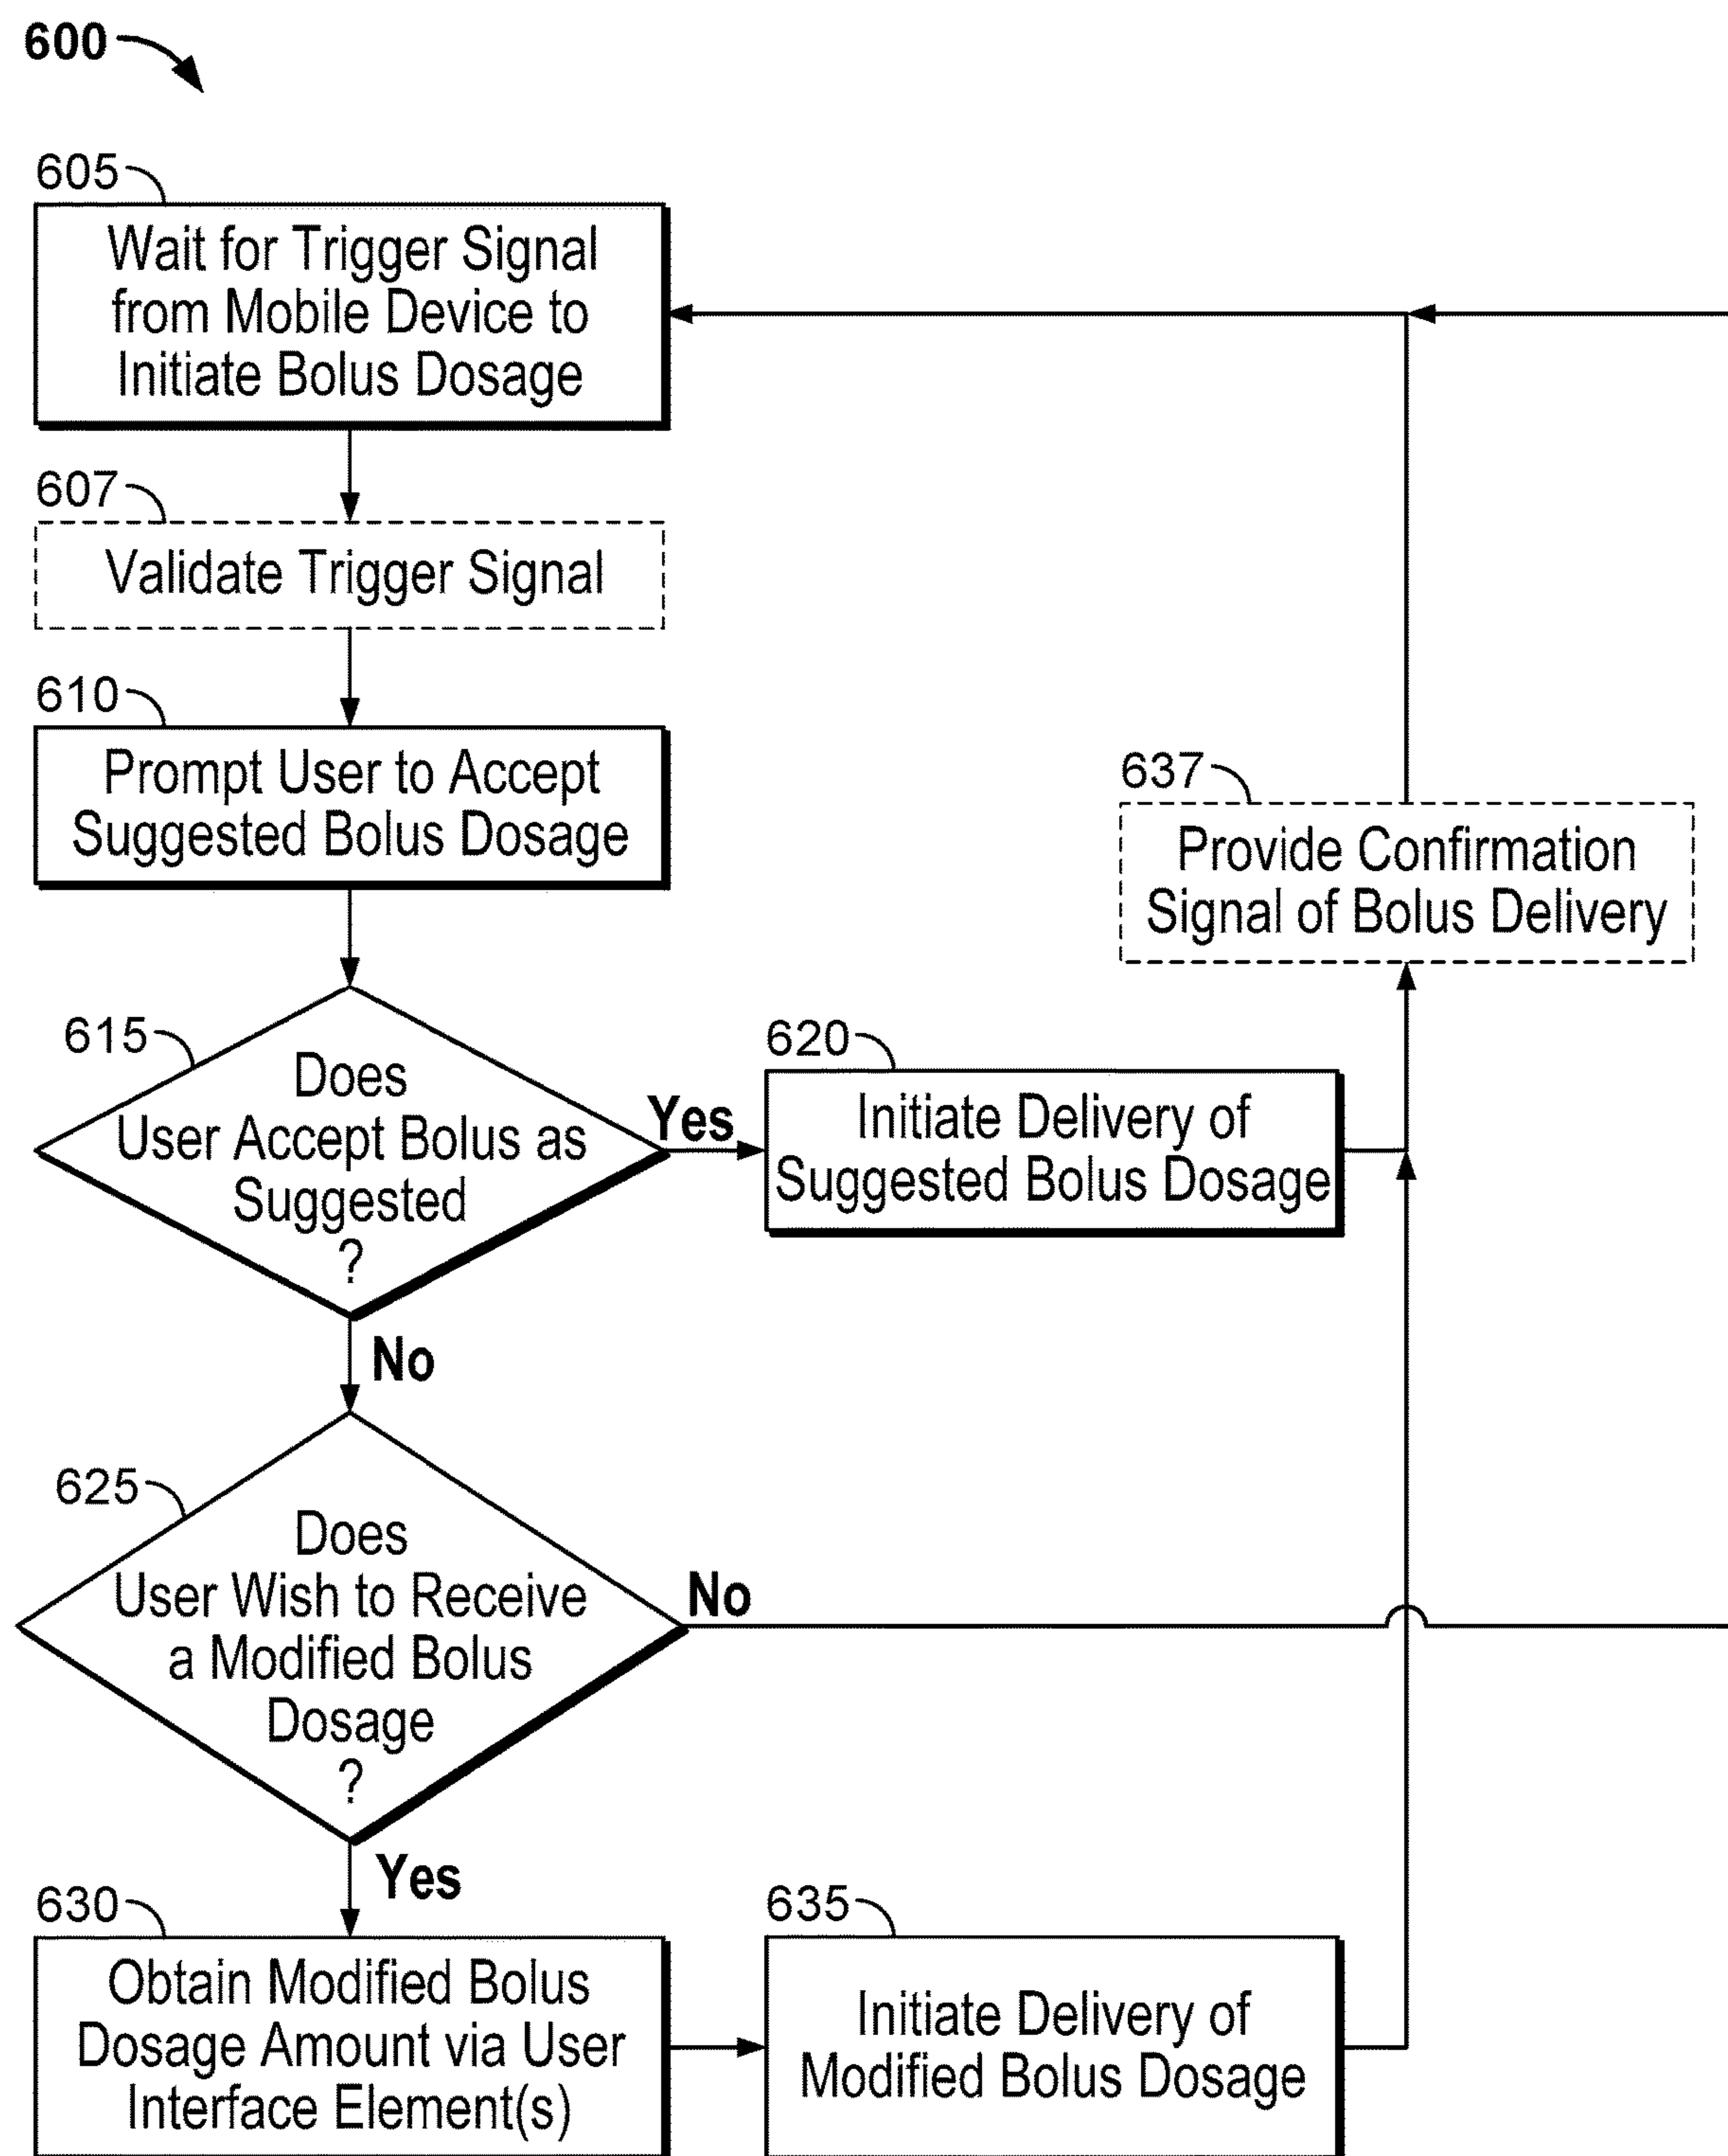 600
605
Wait for Trigger Signal
from Mobile Device to
Initiate Bolus Dosage
607
Validate Trigger Signal
610
Prompt User to Accept
Suggested Bolus Dosage
637
Provide Confirmation
Signal of Bolus Delivery
615
Does
User Accept Bolus as
Suggested
?
Yes
620
Initiate Delivery of
Suggested Bolus Dosage
No
625
Does
User Wish to Receive
a Modified Bolus
Dosage
?
No
Yes
630
Obtain Modified Bolus
Dosage Amount via User
Interface Element(s)
635
Initiate Delivery of
Modified Bolus Dosage